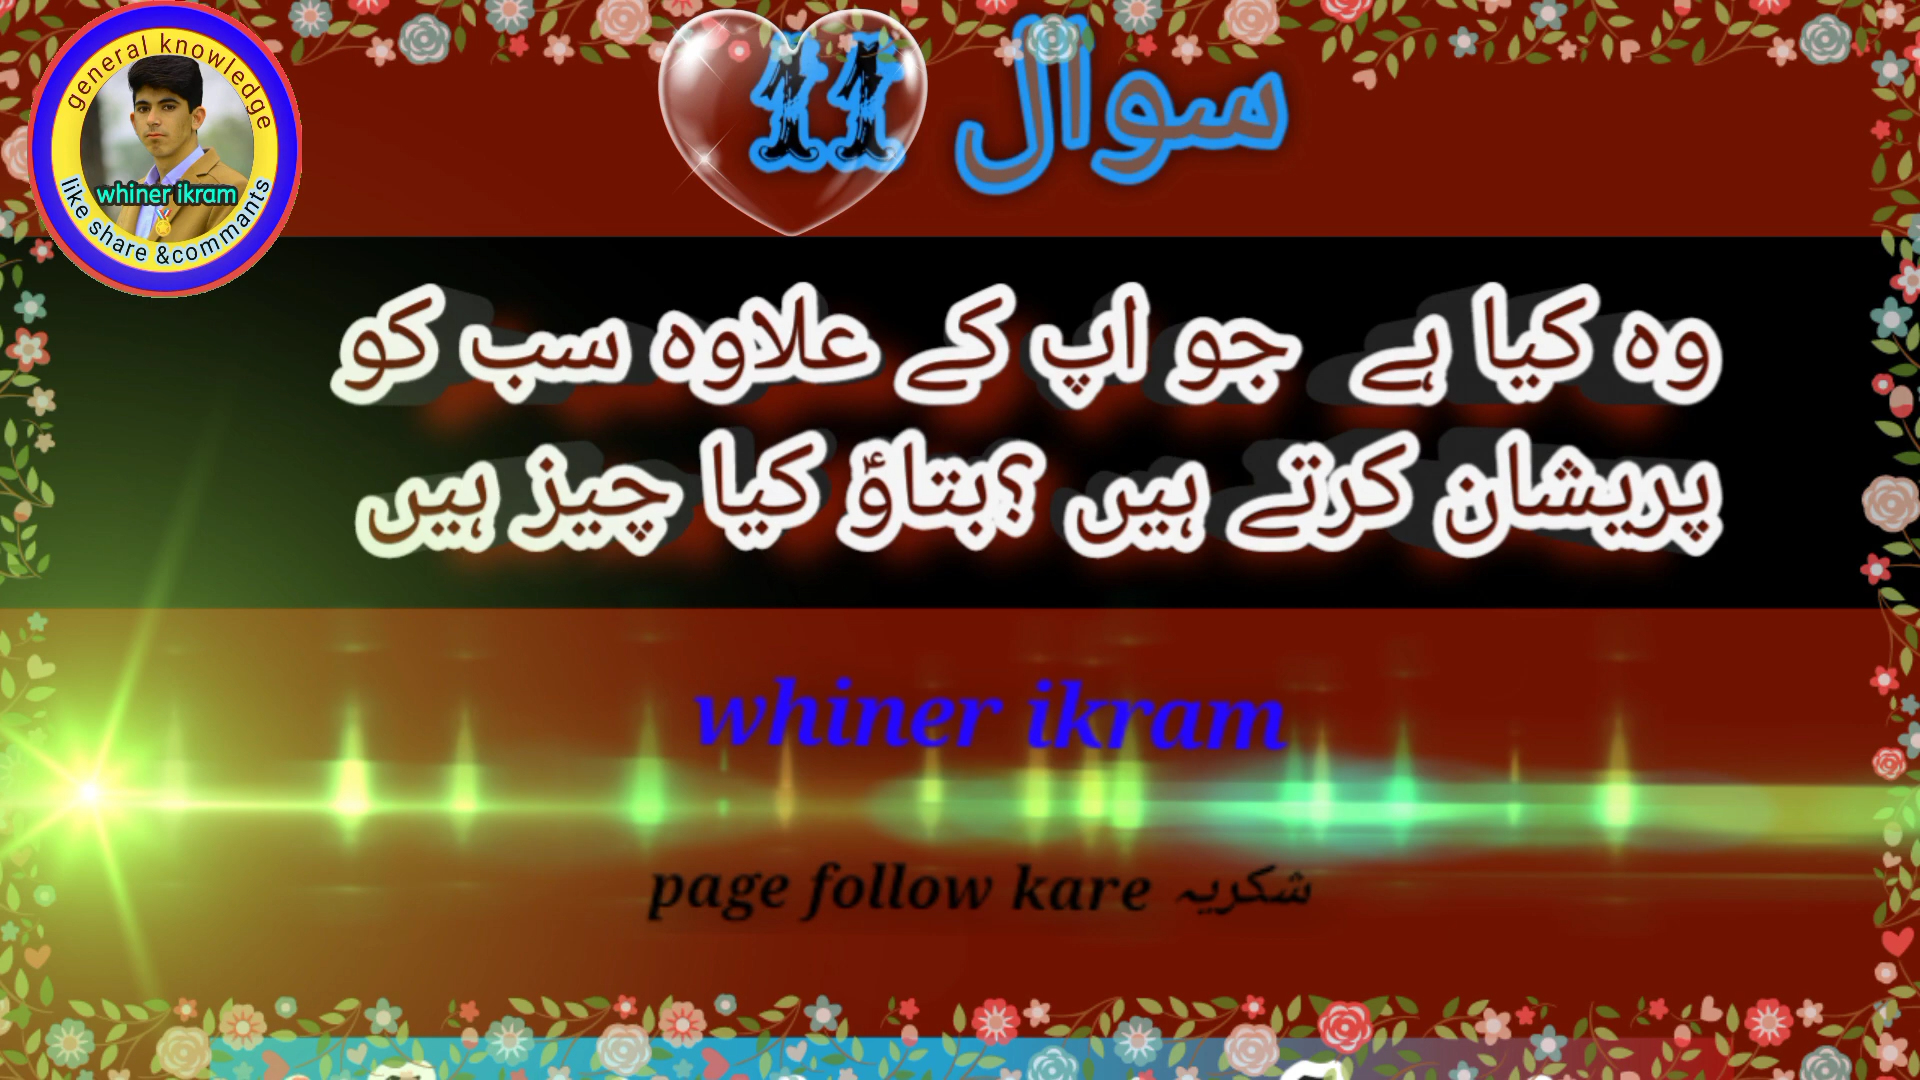 general knowledge
whiner ikram
like share &commants
سوال 11
وہ کیا ہے جو اپ کے علاوہ سب کو
پریشان کرتے ہیں ؟بتاؤ کیا چیز ہیں
whiner ikram
page follow kare شکریہ